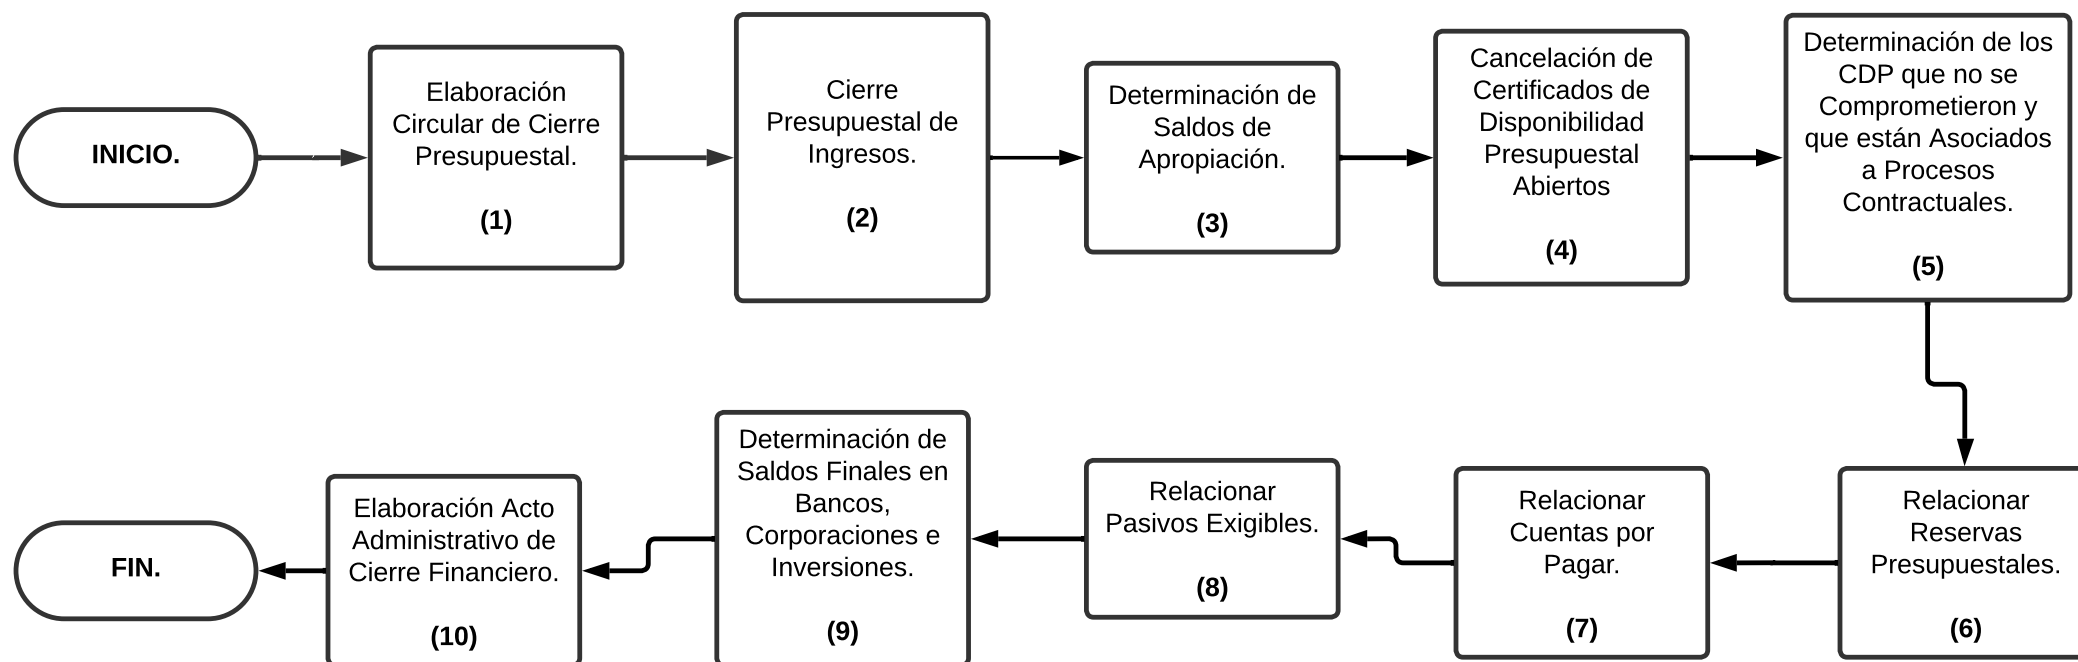 INICIO.
Elaboración
Circular de Cierre
Presupuestal.
(1)
Cierre
Presupuestal de
Ingresos.
(2)
Determinación de
Saldos de
Apropiación.
(3)
Cancelación de
Certificados de
Disponibilidad
Presupuestal
Abiertos
(4)
Determinación de los
CDP que no se
Comprometieron y
que están Asociados
a Procesos
Contractuales.
(5)
Relacionar
Reservas
Presupuestales.
(6)
Relacionar
Cuentas por
Pagar.
(7)
Relacionar
Pasivos Exigibles.
(8)
Determinación de
Saldos Finales en
Bancos,
Corporaciones e
Inversiones.
(9)
Elaboración Acto
Administrativo de
Cierre Financiero.
(10)
FIN.